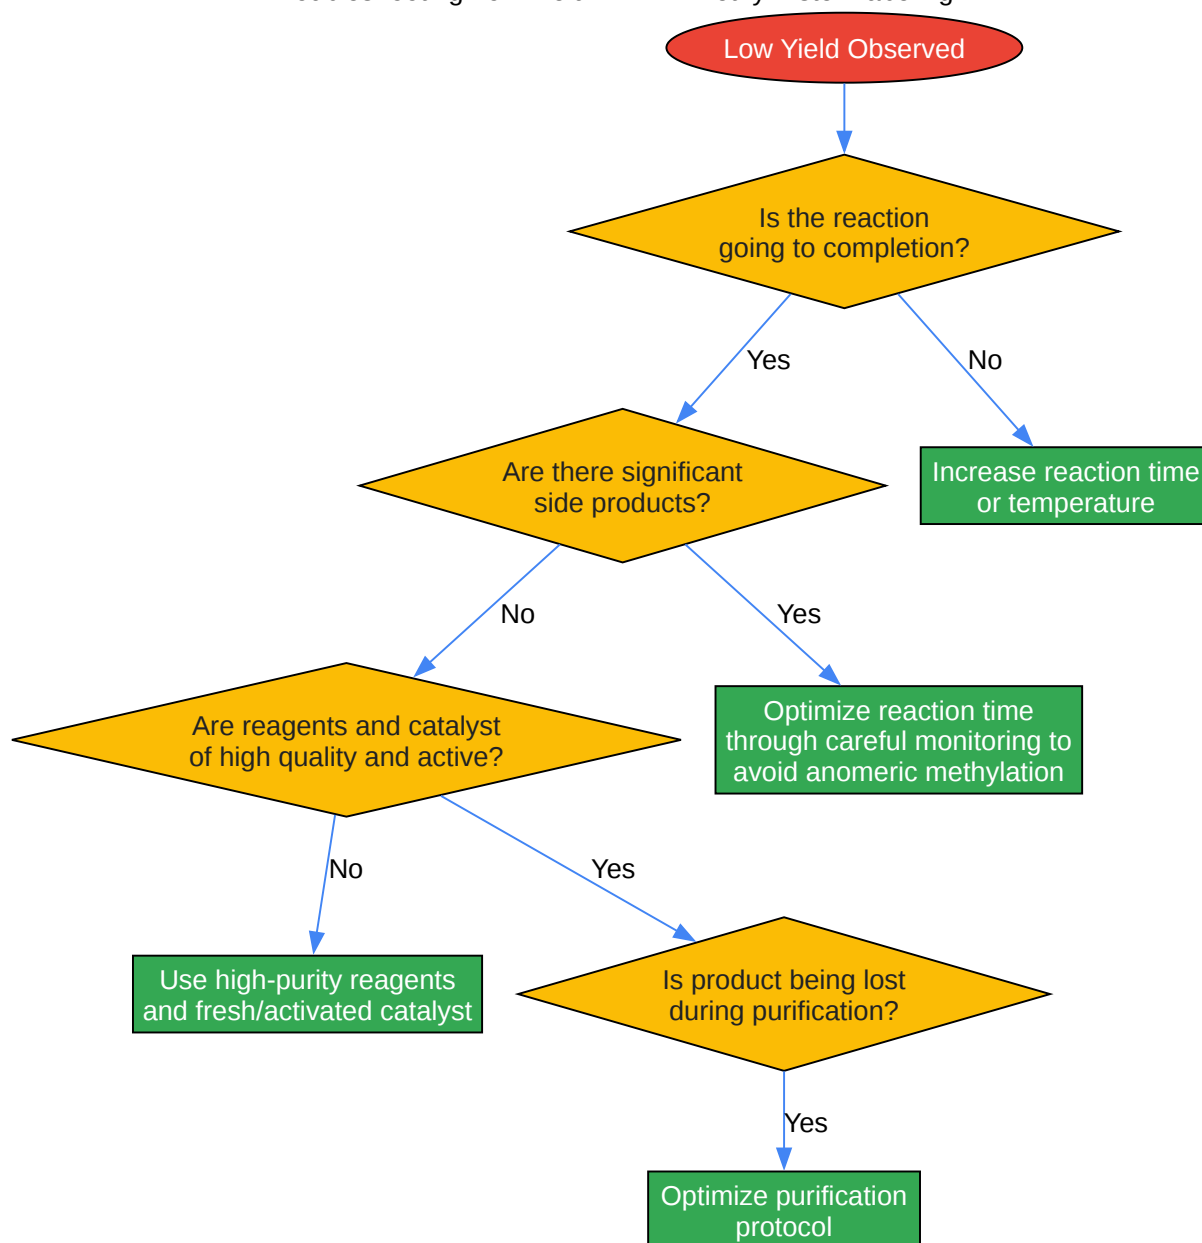 Low Yield Observed
Is the reaction
going to completion?
Yes
No
Are there significant
side products?
Increase reaction time
or temperature
No
Yes
Are reagents and catalyst
of high quality and active?
Optimize reaction time
through careful monitoring to
avoid anomeric methylation
No
Yes
Use high-purity reagents
and fresh/activated catalyst
Is product being lost
during purification?
Yes
Optimize purification
protocol